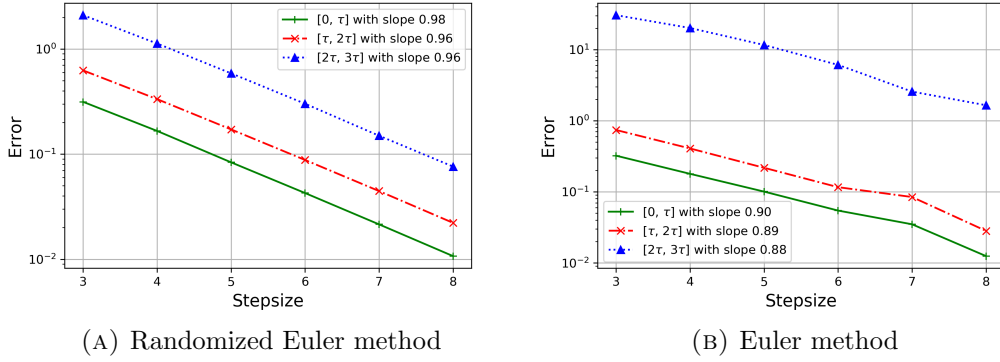 [0, τ] with slope 0.98
[τ, 2τ] with slope 0.96
[2τ, 3τ] with slope 0.96
10⁰
10⁻¹
10⁻²
Error
3 4 5 6 7 8
Stepsize
(A) Randomized Euler method
10¹
10⁰
10⁻¹
10⁻²
Error
[0, τ] with slope 0.90
[τ, 2τ] with slope 0.89
[2τ, 3τ] with slope 0.88
3 4 5 6 7 8
Stepsize
(B) Euler method